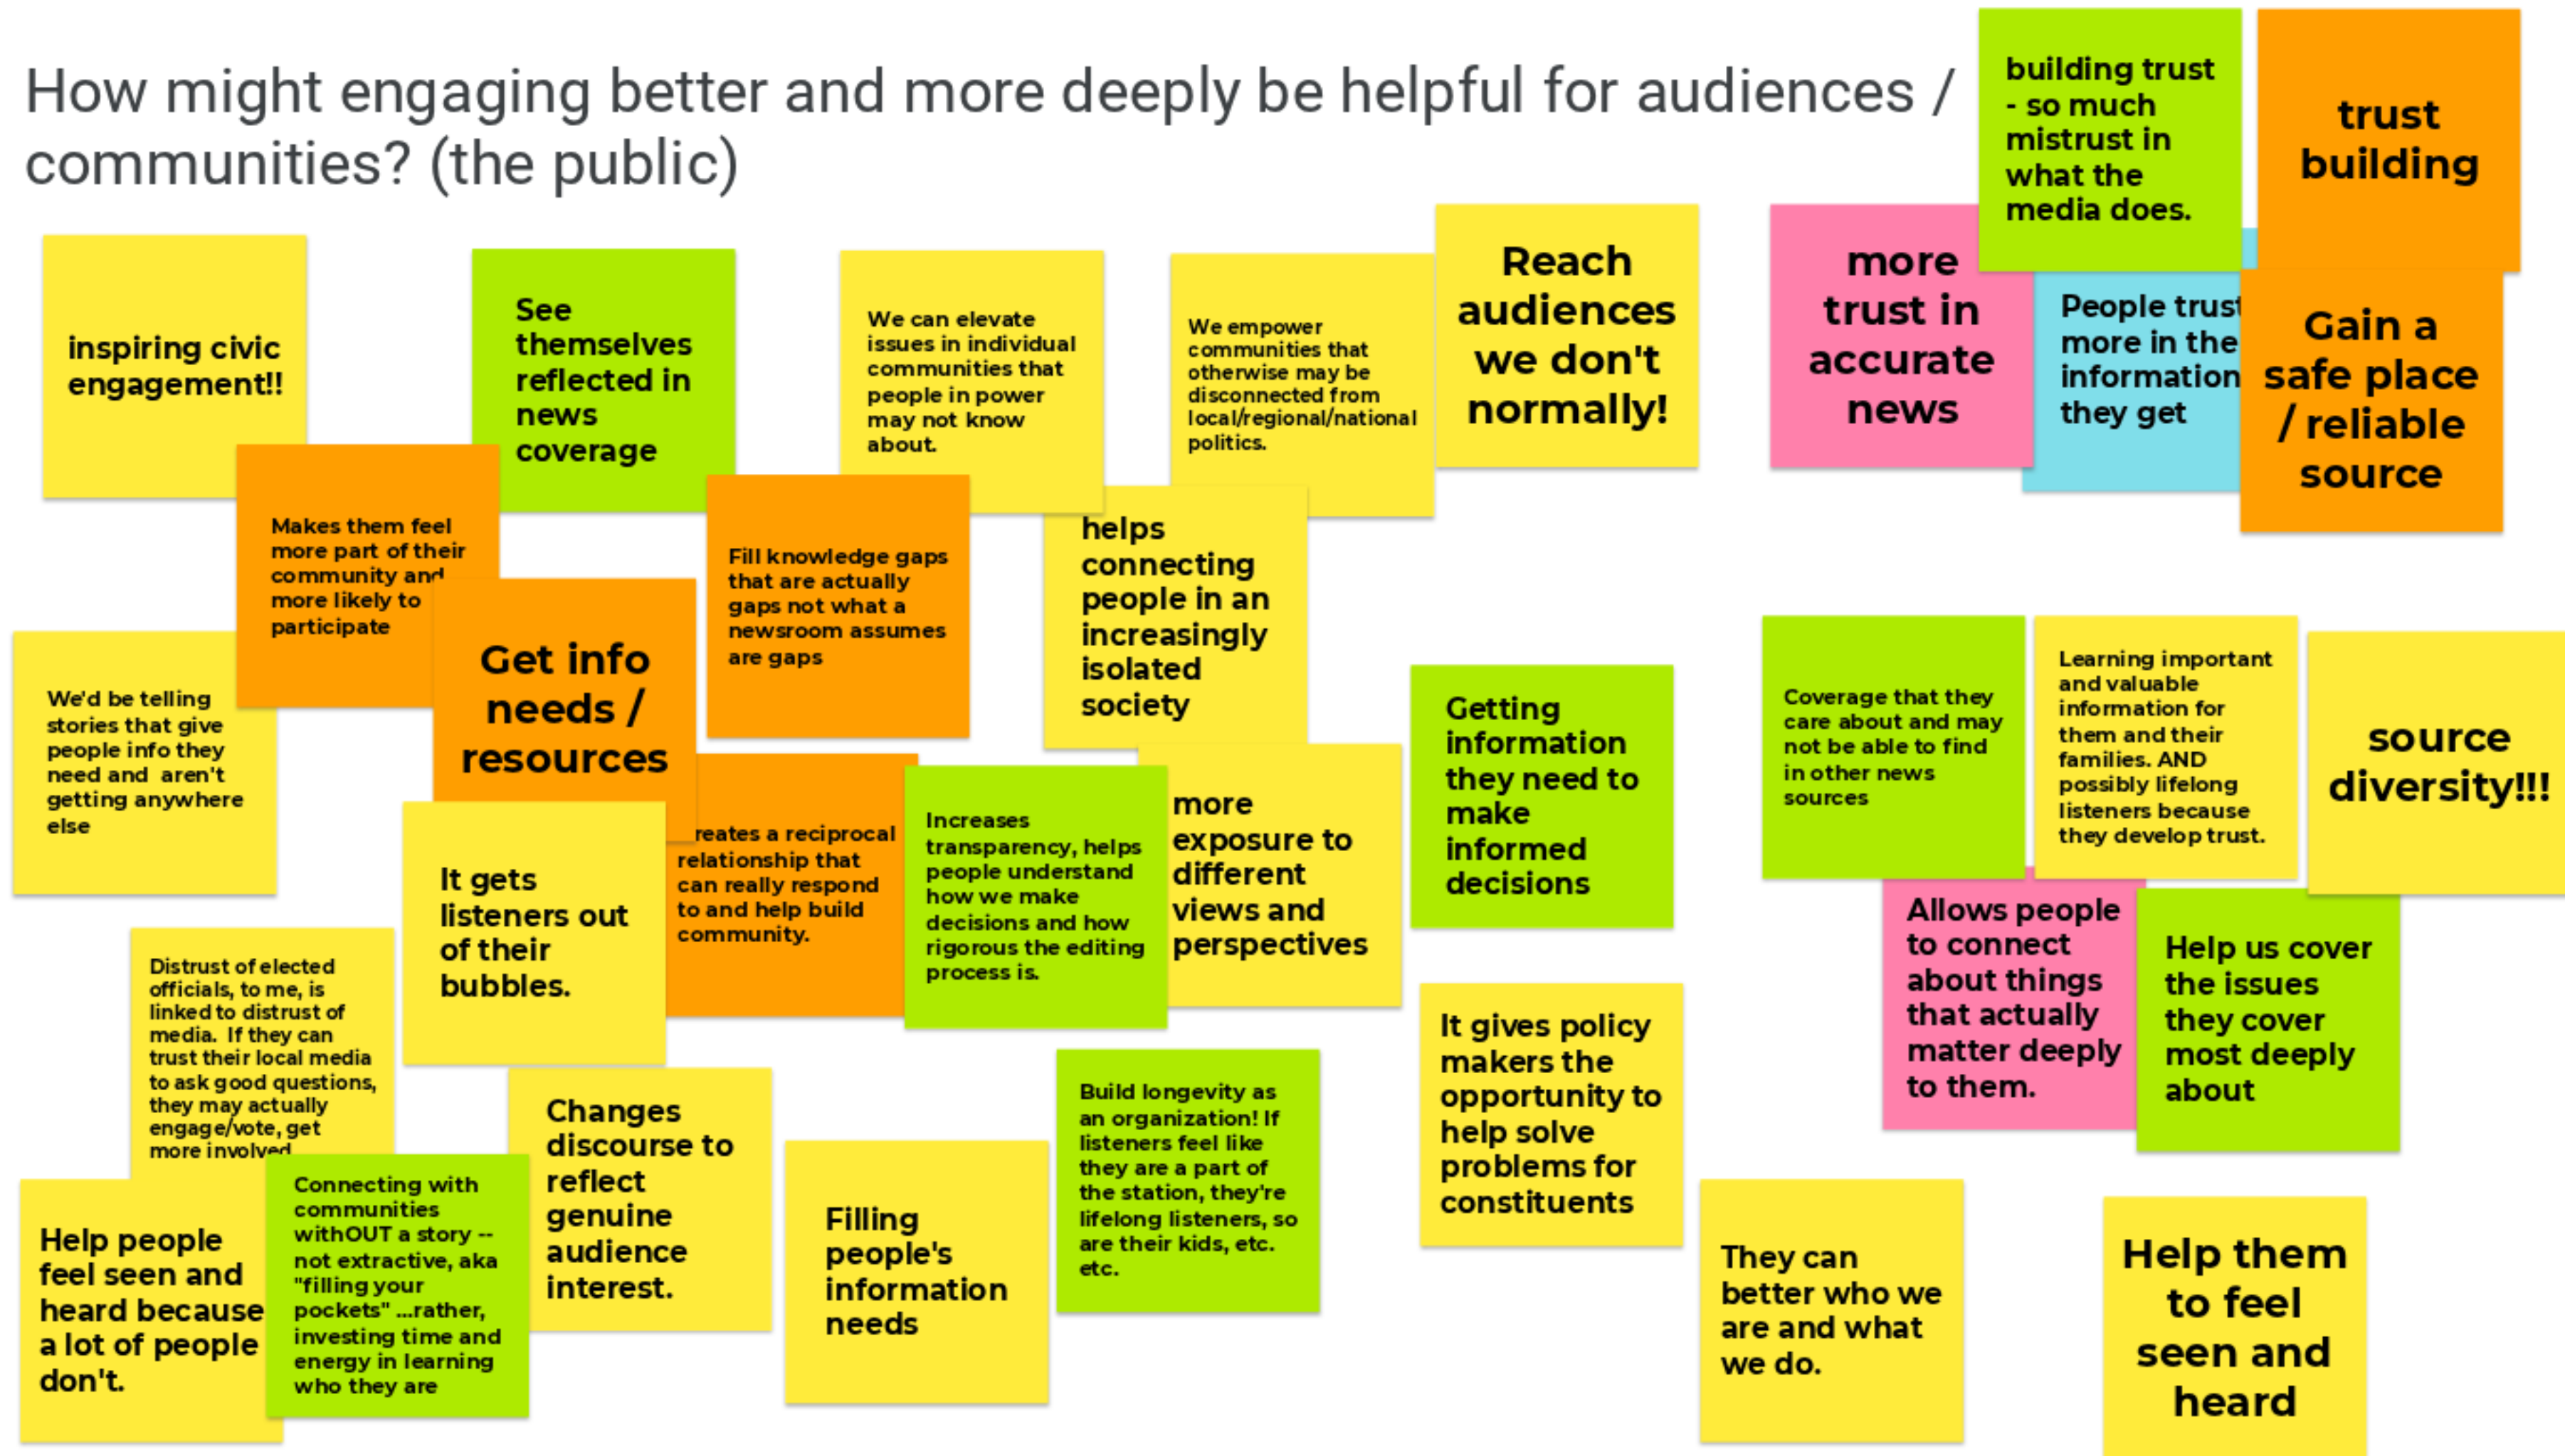 How might engaging better and more deeply be helpful for audiences /
communities? (the public)
building trust
- so much
mistrust in
what the
media does.
trust
building
inspiring civic
engagement!!
See
themselves
reflected in
news
coverage
We can elevate
issues in individual
communities that
people in power
may not know
about.
We empower
communities that
otherwise may be
disconnected from
local/regional/national
politics.
Reach
audiences
we don't
normally!
more
trust in
accurate
news
People trust
more in the
information
they get
Gain a
safe place
/ reliable
source
Makes them feel
more part of their
community and
more likely to
participate
Get info
needs /
resources
Fill knowledge gaps
that are actually
gaps not what a
newsroom assumes
are gaps
helps
connecting
people in an
increasingly
isolated
society
We'd be telling
stories that give
people info they
need and aren't
getting anywhere
else
It gets
listeners out
of their
bubbles.
reates a reciprocal
relationship that
can really respond
to and help build
community.
Increases
transparency, helps
people understand
how we make
decisions and how
rigorous the editing
process is.
more
exposure to
different
views and
perspectives
Getting
information
they need to
make
informed
decisions
Coverage that they
care about and may
not be able to find
in other news
sources
Learning important
and valuable
information for
them and their
families. AND
possibly lifelong
listeners because
they develop trust.
source
diversity!!!
Allows people
to connect
about things
that actually
matter deeply
to them.
Help us cover
the issues
they cover
most deeply
about
Distrust of elected
officials, to me, is
linked to distrust of
media. If they can
trust their local media
to ask good questions,
they may actually
engage/vote, get
more involved
Help people
feel seen and
heard because
a lot of people
don't.
Connecting with
communities
withOUT a story --
not extractive, aka
"filling your
pockets" ...rather,
investing time and
energy in learning
who they are
Changes
discourse to
reflect
genuine
audience
interest.
Filling
people's
information
needs
Build longevity as
an organization! If
listeners feel like
they are a part of
the station, they're
lifelong listeners, so
are their kids, etc.
etc.
It gives policy
makers the
opportunity to
help solve
problems for
constituents
They can
better who we
are and what
we do.
Help them
to feel
seen and
heard